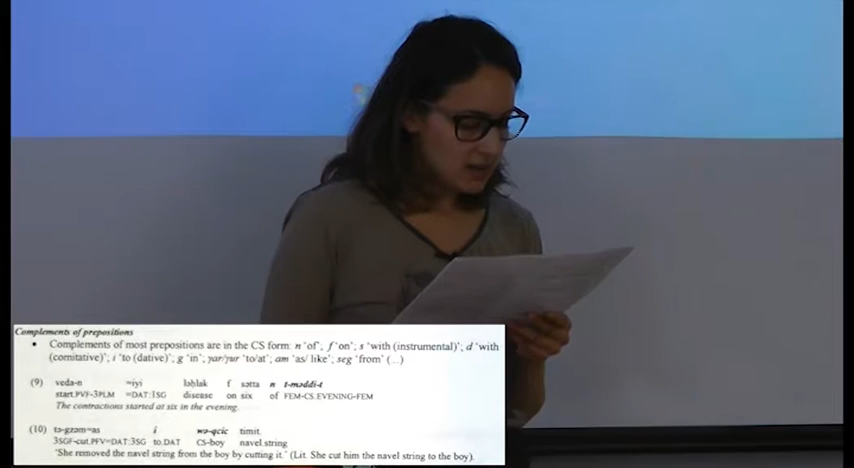 Complements of prepositions
• Complements of most prepositions are in the CS form: n 'of'; f 'on'; s 'with (instrumental)'; d 'with
(comitative)'; i 'to (dative)'; g 'in'; ɣar/ɣur 'to/at'; am 'as/ like'; seg 'from' (...)
(9) veda-n =iyi ləḥlak f sətta n t-məddi-t
start.PVF-3PLM =DAT:1SG disease on six of FEM-CS.EVENING-FEM
The contractions started at six in the evening.
(10) tə-gzəm=as i wə-qcic timiṭ.
3SGF-cut.PFV=DAT:3SG to.DAT CS-boy navel.string
'She removed the navel string from the boy by cutting it.' (Lit. She cut him the navel string to the boy).